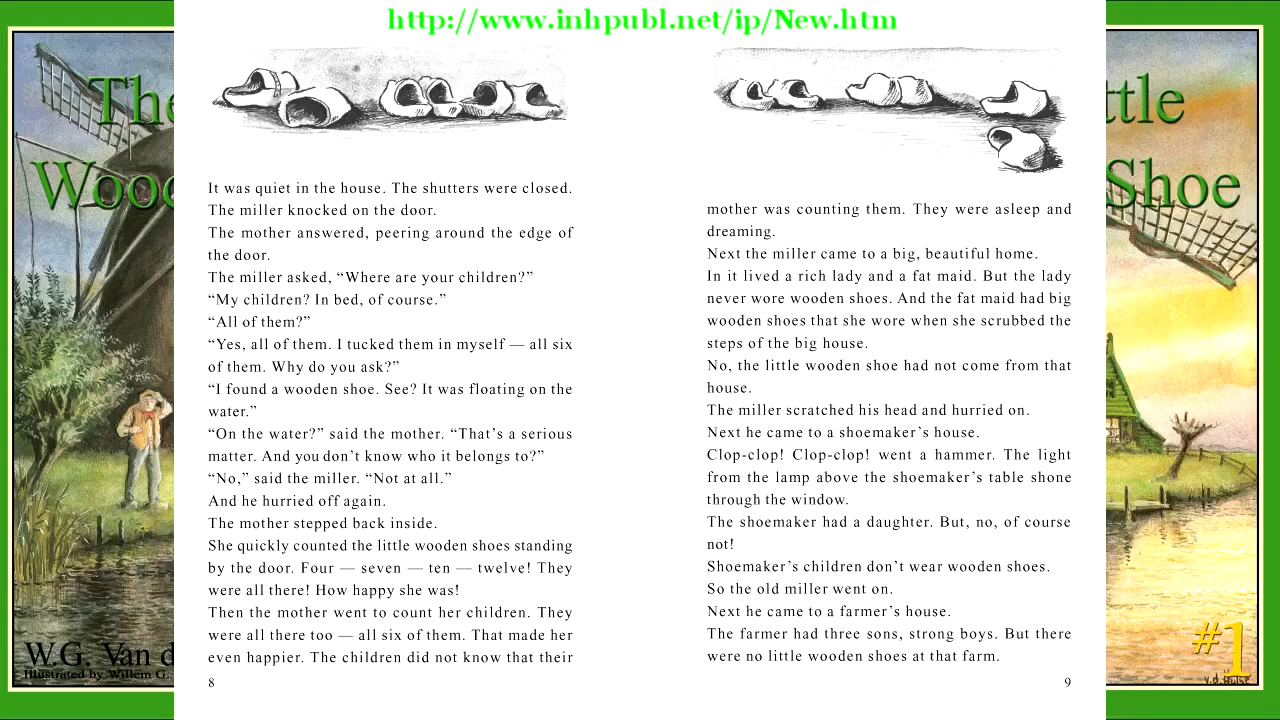 http://www.inhpubl.net/ip/New.htm
The
Wood
ttle
Shoe
It was quiet in the house. The shutters were closed.
The miller knocked on the door.
The mother answered, peering around the edge of
the door.
The miller asked, “Where are your children?”
“My children? In bed, of course.”
“All of them?”
“Yes, all of them. I tucked them in myself — all six
of them. Why do you ask?”
“I found a wooden shoe. See? It was floating on the
water.”
“On the water?” said the mother. “That’s a serious
matter. And you don’t know who it belongs to?”
“No,” said the miller. “Not at all.”
And he hurried off again.
The mother stepped back inside.
She quickly counted the little wooden shoes standing
by the door. Four — seven — ten — twelve! They
were all there! How happy she was!
Then the mother went to count her children. They
were all there too — all six of them. That made her
even happier. The children did not know that their
8
mother was counting them. They were asleep and
dreaming.
Next the miller came to a big, beautiful home.
In it lived a rich lady and a fat maid. But the lady
never wore wooden shoes. And the fat maid had big
wooden shoes that she wore when she scrubbed the
steps of the big house.
No, the little wooden shoe had not come from that
house.
The miller scratched his head and hurried on.
Next he came to a shoemaker’s house.
Clop-clop! Clop-clop! went a hammer. The light
from the lamp above the shoemaker’s table shone
through the window.
The shoemaker had a daughter. But, no, of course
not!
Shoemaker’s children don’t wear wooden shoes.
So the old miller went on.
Next he came to a farmer’s house.
The farmer had three sons, strong boys. But there
were no little wooden shoes at that farm.
9
W.G. Van d
Illustrated by Willem G.
#1